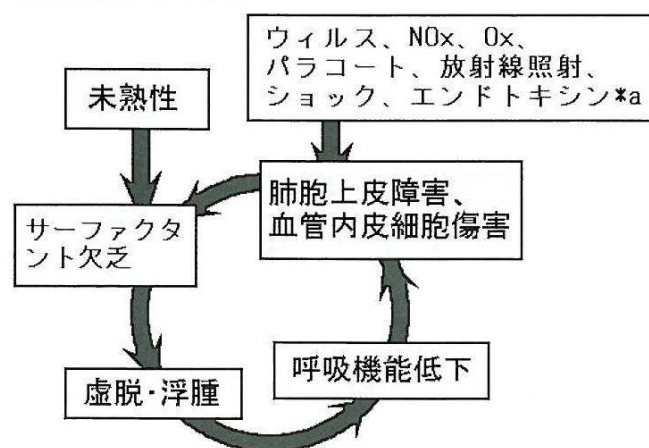 ウィルス、NOx、Ox、
パラコート、放射線照射、
ショック、エンドトキシン*a
未熟性
肺胞上皮障害、
血管内皮細胞傷害
サーファクタ
ント欠乏
呼吸機能低下
虚脱・浮腫